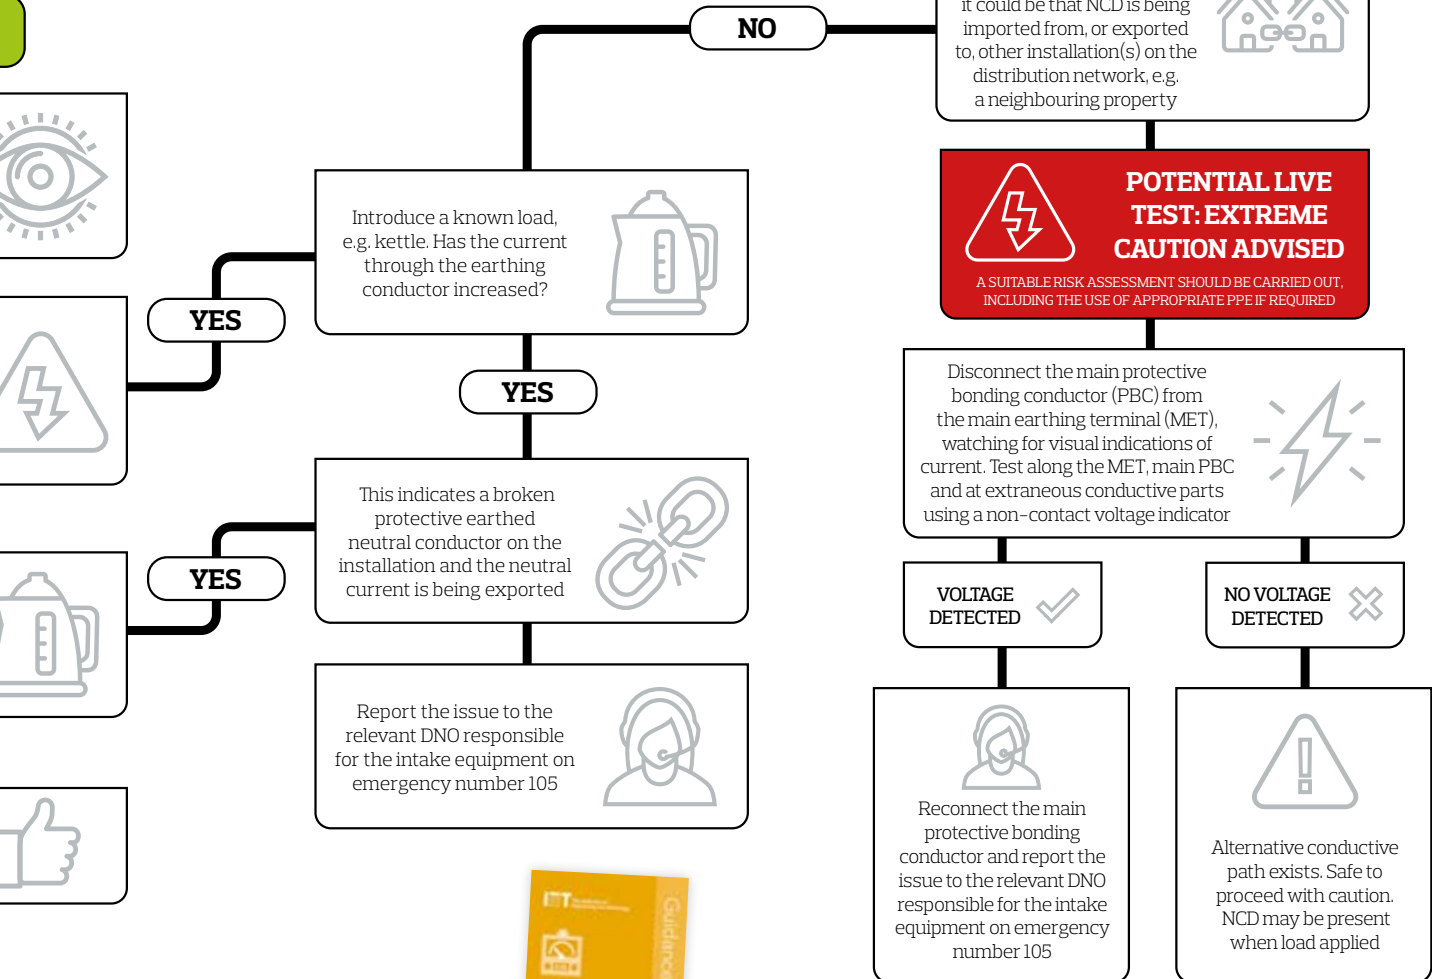 NO
it could be that NCD is being
imported from, or exported
to, other installation(s) on the
distribution network, e.g.
a neighbouring property
POTENTIAL LIVE
TEST: EXTREME
CAUTION ADVISED
A SUITABLE RISK ASSESSMENT SHOULD BE CARRIED OUT,
INCLUDING THE USE OF APPROPRIATE PPE IF REQUIRED
Introduce a known load,
e.g. kettle. Has the current
through the earthing
conductor increased?
YES
YES
Disconnect the main protective
bonding conductor (PBC) from
the main earthing terminal (MET),
watching for visual indications of
current. Test along the MET, main PBC
and at extraneous conductive parts
using a non-contact voltage indicator
This indicates a broken
protective earthed
neutral conductor on the
installation and the neutral
current is being exported
YES
VOLTAGE
DETECTED
NO VOLTAGE
DETECTED
Report the issue to the
relevant DNO responsible
for the intake equipment on
emergency number 105
Reconnect the main
protective bonding
conductor and report the
issue to the relevant DNO
responsible for the intake
equipment on emergency
number 105
Alternative conductive
path exists. Safe to
proceed with caution.
NCD may be present
when load applied
IET
Guidance